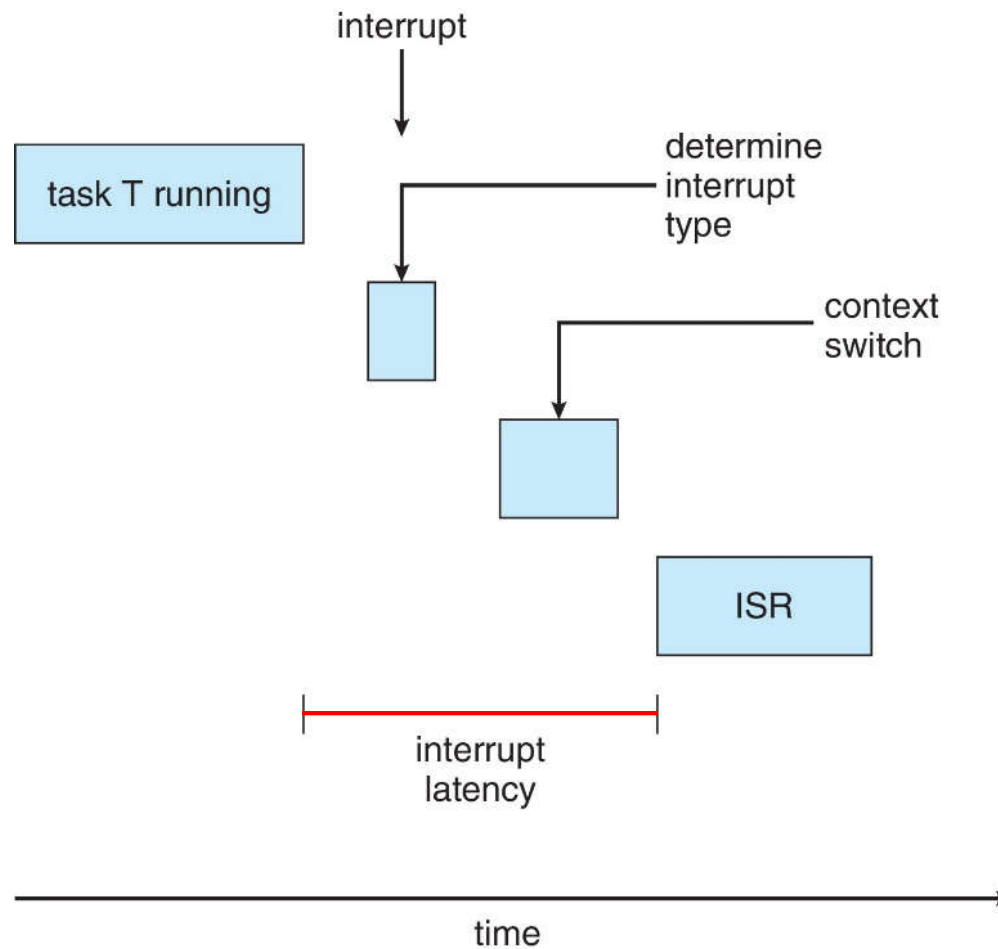 interrupt
task T running
determine
interrupt
type
context
switch
ISR
interrupt
latency
time